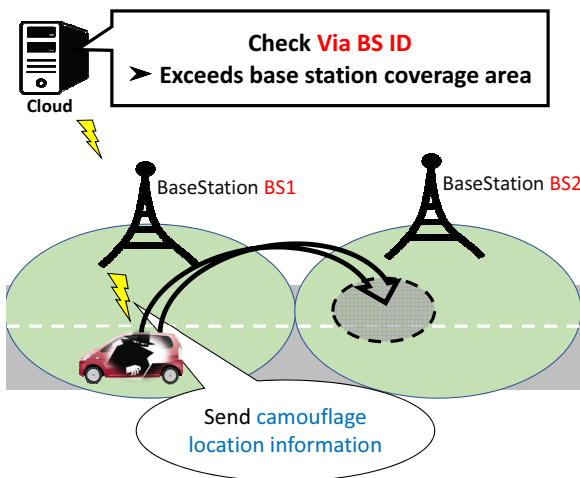 Check Via BS ID
➤ Exceeds base station coverage area
Cloud
BaseStation BS1
BaseStation BS2
Send camouflage
location information